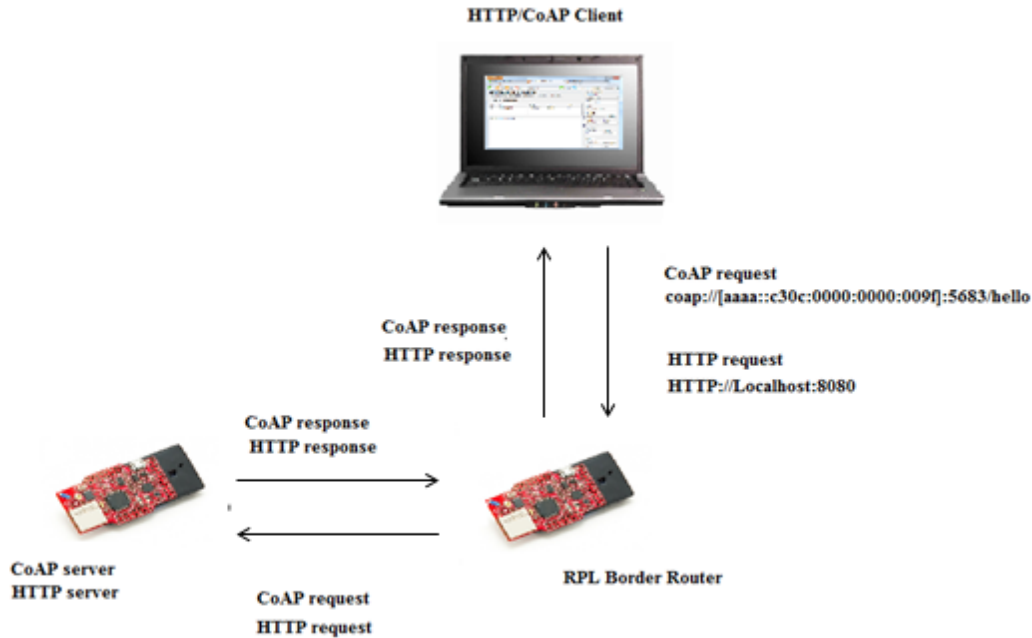 HTTP/CoAP Client
CoAP request
coap://[aaaa::c30c:0000:0000:009f]:5683/hello
CoAP response
HTTP response
HTTP request
HTTP://Localhost:8080
CoAP response
HTTP response
CoAP server
HTTP server
RPL Border Router
CoAP request
HTTP request